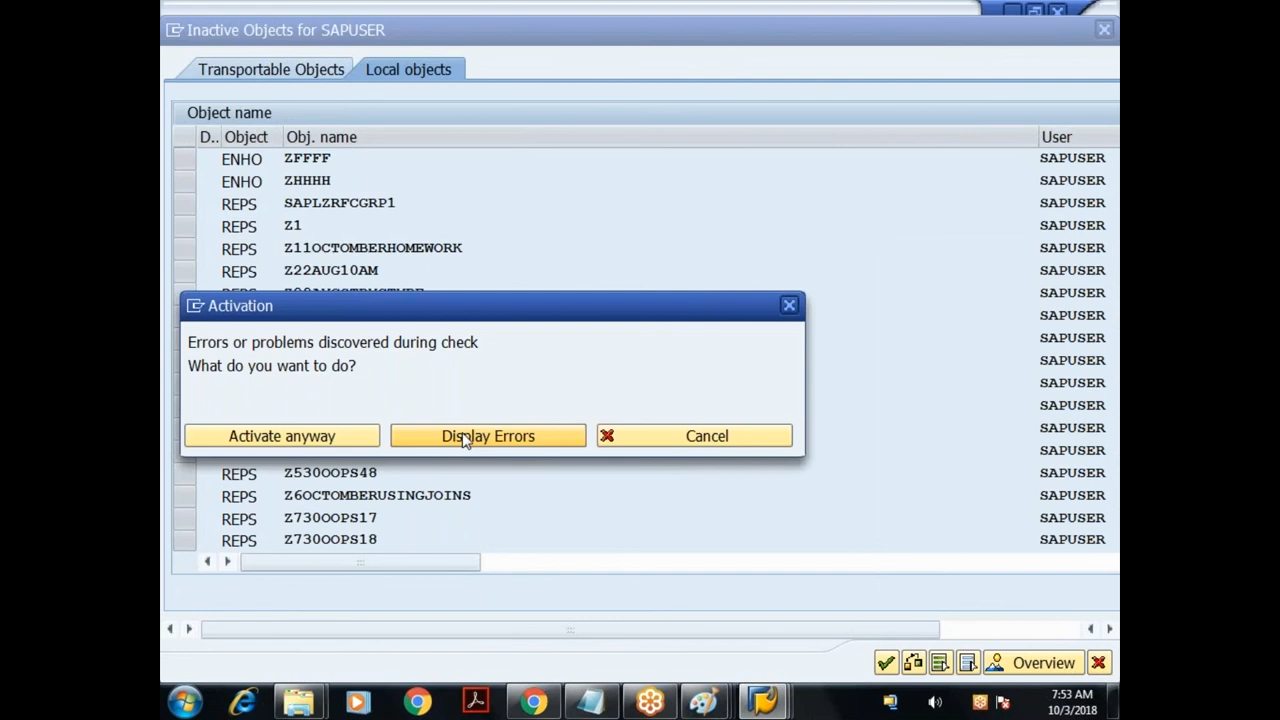 Inactive Objects for SAPUSER
Transportable Objects Local objects
Object name
D.. Object Obj. name User
ENHO ZFFFF SAPUSER
ENHO ZHHHH SAPUSER
REPS SAPLZRFCGRP1 SAPUSER
REPS Z1 SAPUSER
REPS Z11OCTOMBERHOMEWORK SAPUSER
REPS Z22AUG10AM SAPUSER
SAPUSER
Activation
SAPUSER
Errors or problems discovered during check SAPUSER
What do you want to do? SAPUSER
SAPUSER
SAPUSER
Activate anyway Display Errors Cancel SAPUSER
SAPUSER
REPS Z530OOPS48 SAPUSER
REPS Z6OCTOMBERUSINGJOINS SAPUSER
REPS Z730OOPS17 SAPUSER
REPS Z730OOPS18 SAPUSER
Overview
7:53 AM
10/3/2018